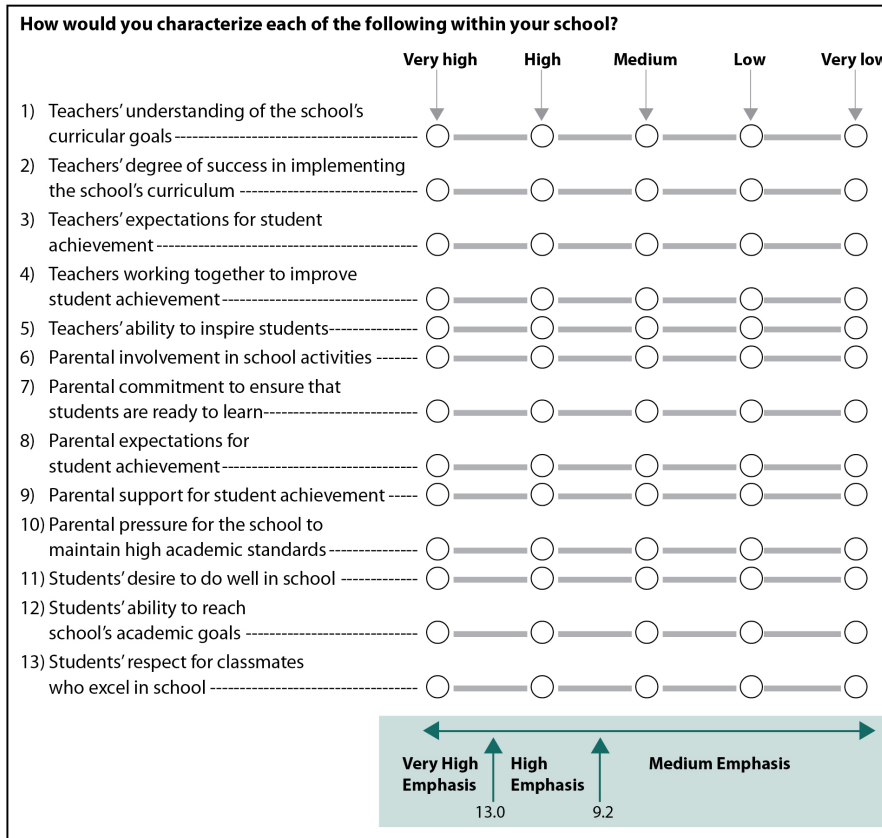 How would you characterize each of the following within your school?
Very high High Medium Low Very low
1) Teachers' understanding of the school's
curricular goals
2) Teachers' degree of success in implementing
the school's curriculum
3) Teachers' expectations for student
achievement
4) Teachers working together to improve
student achievement
5) Teachers' ability to inspire students
6) Parental involvement in school activities
7) Parental commitment to ensure that
students are ready to learn
8) Parental expectations for
student achievement
9) Parental support for student achievement
10) Parental pressure for the school to
maintain high academic standards
11) Students' desire to do well in school
12) Students' ability to reach
school's academic goals
13) Students' respect for classmates
who excel in school
Very High High Medium Emphasis
Emphasis Emphasis
13.0 9.2